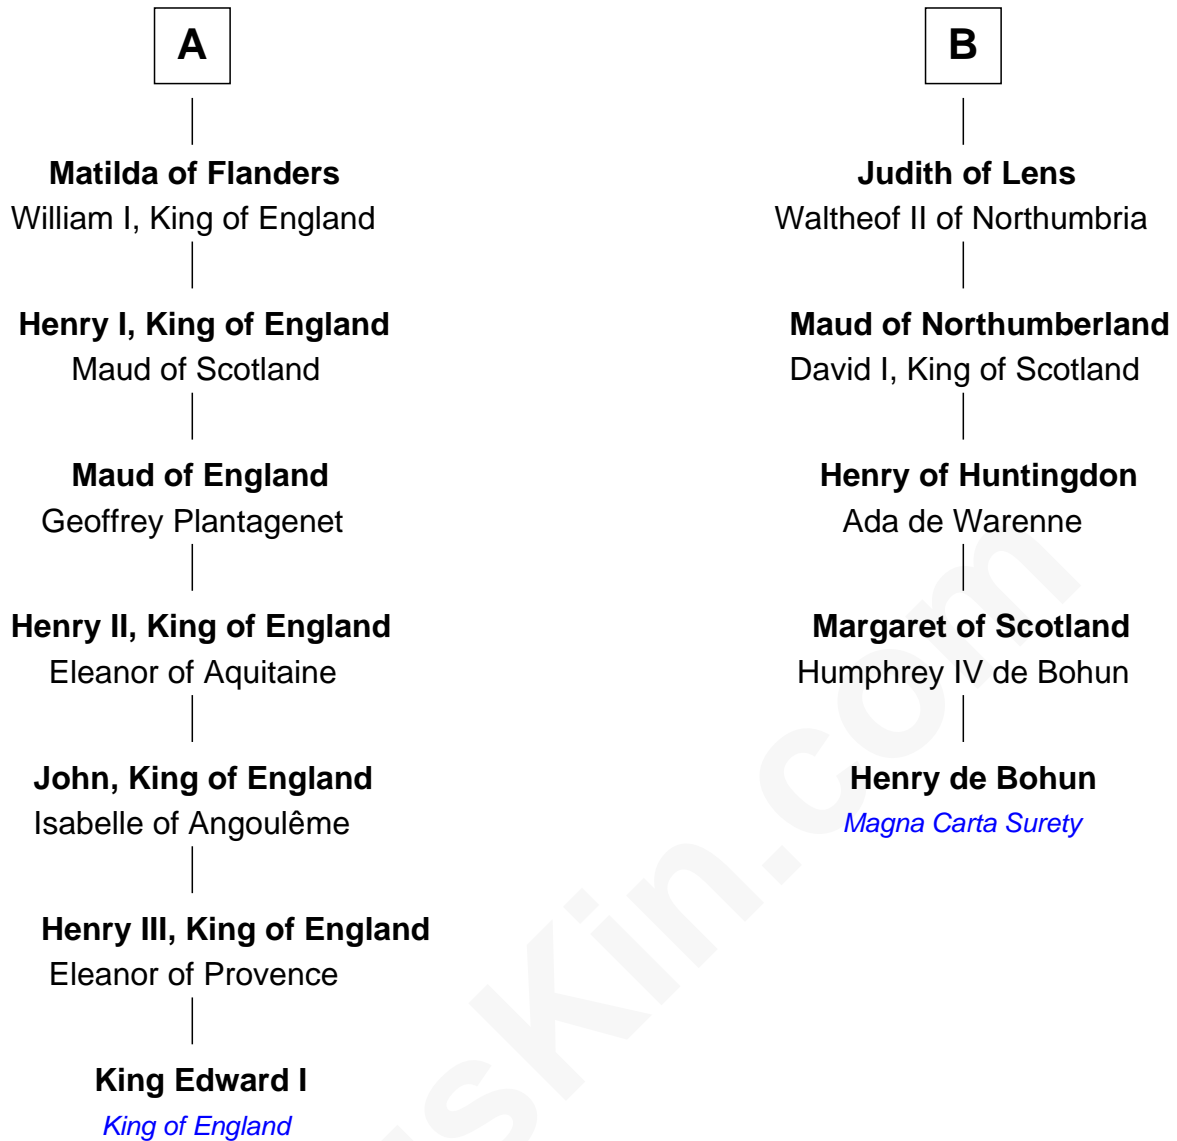 A
Matilda of Flanders
William I, King of England
Henry I, King of England
Maud of Scotland
Maud of England
Geoffrey Plantagenet
Henry II, King of England
Eleanor of Aquitaine
John, King of England
Isabelle of Angoulême
Henry III, King of England
Eleanor of Provence
King Edward I
King of England
B
Judith of Lens
Waltheof II of Northumbria
Maud of Northumberland
David I, King of Scotland
Henry of Huntingdon
Ada de Warenne
Margaret of Scotland
Humphrey IV de Bohun
Henry de Bohun
Magna Carta Surety